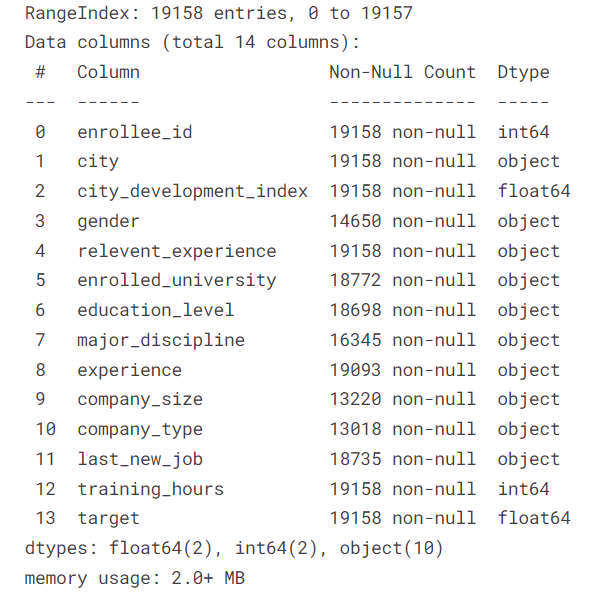 RangeIndex: 19158 entries, 0 to 19157
Data columns (total 14 columns):
 #   Column                  Non-Null Count  Dtype
---  ------                  --------------  -----
 0   enrollee_id             19158 non-null  int64
 1   city                    19158 non-null  object
 2   city_development_index  19158 non-null  float64
 3   gender                  14650 non-null  object
 4   relevent_experience     19158 non-null  object
 5   enrolled_university     18772 non-null  object
 6   education_level         18698 non-null  object
 7   major_discipline        16345 non-null  object
 8   experience              19093 non-null  object
 9   company_size            13220 non-null  object
 10  company_type            13018 non-null  object
 11  last_new_job            18735 non-null  object
 12  training_hours          19158 non-null  int64
 13  target                  19158 non-null  float64
dtypes: float64(2), int64(2), object(10)
memory usage: 2.0+ MB